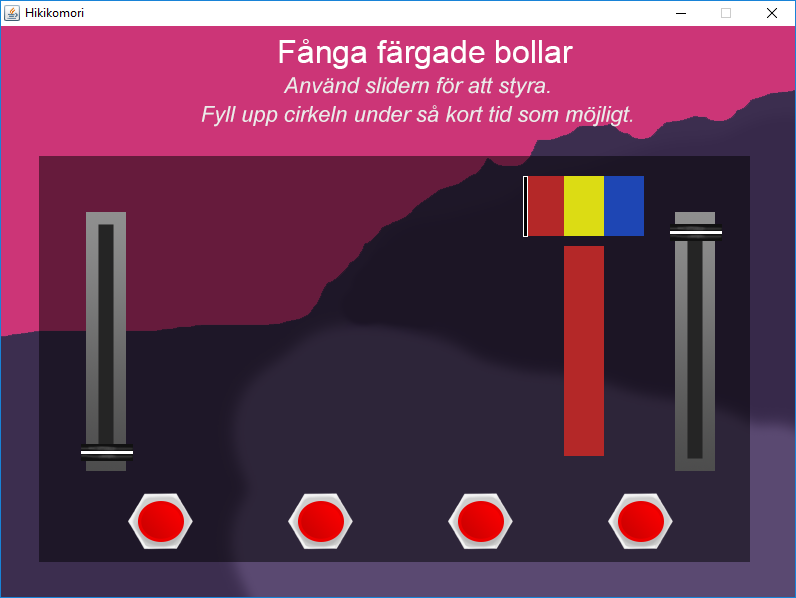 Hikikomori
Fånga färgade bollar
Använd slidern för att styra.
Fyll upp cirkeln under så kort tid som möjligt.